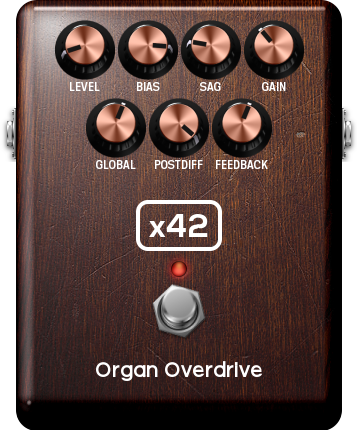 LEVEL BIAS SAG GAIN
GLOBAL POSTDIFF FEEDBACK
x42
Organ Overdrive